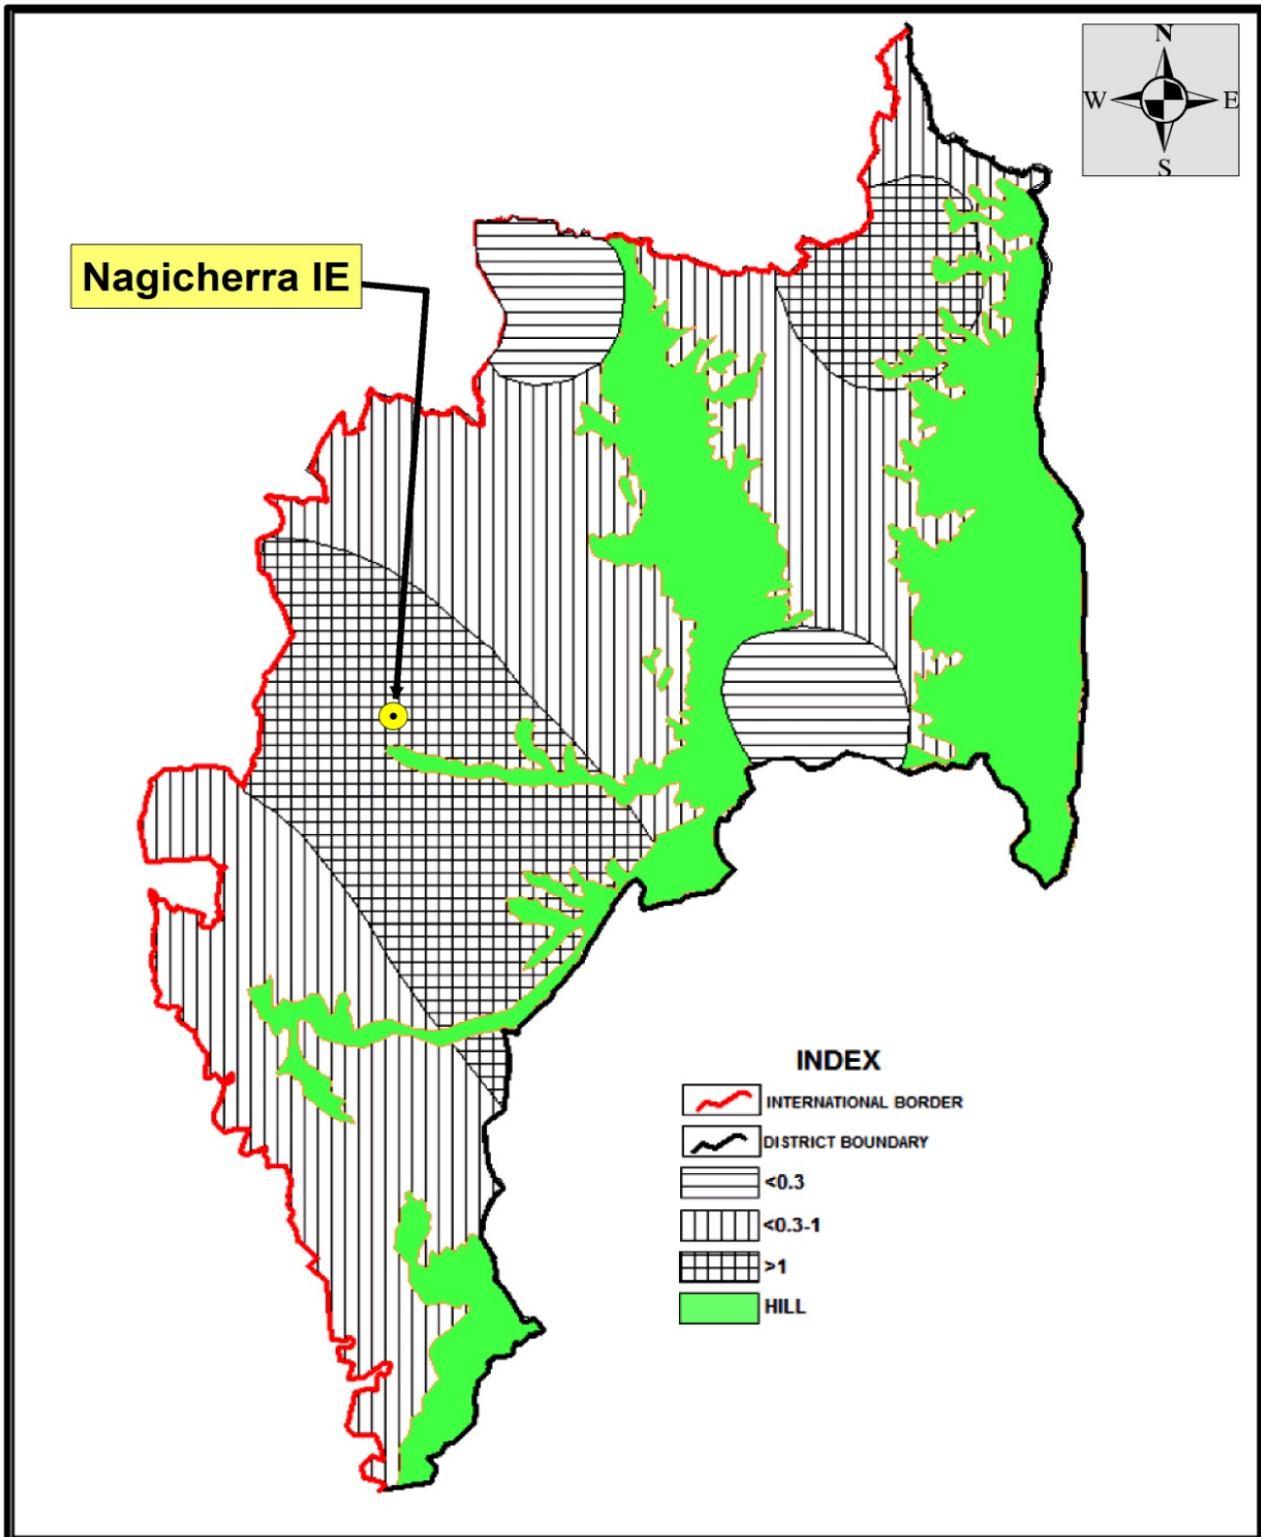 N
W E
S
Nagicherra IE
INDEX
INTERNATIONAL BORDER
DISTRICT BOUNDARY
<0.3
<0.3-1
>1
HILL